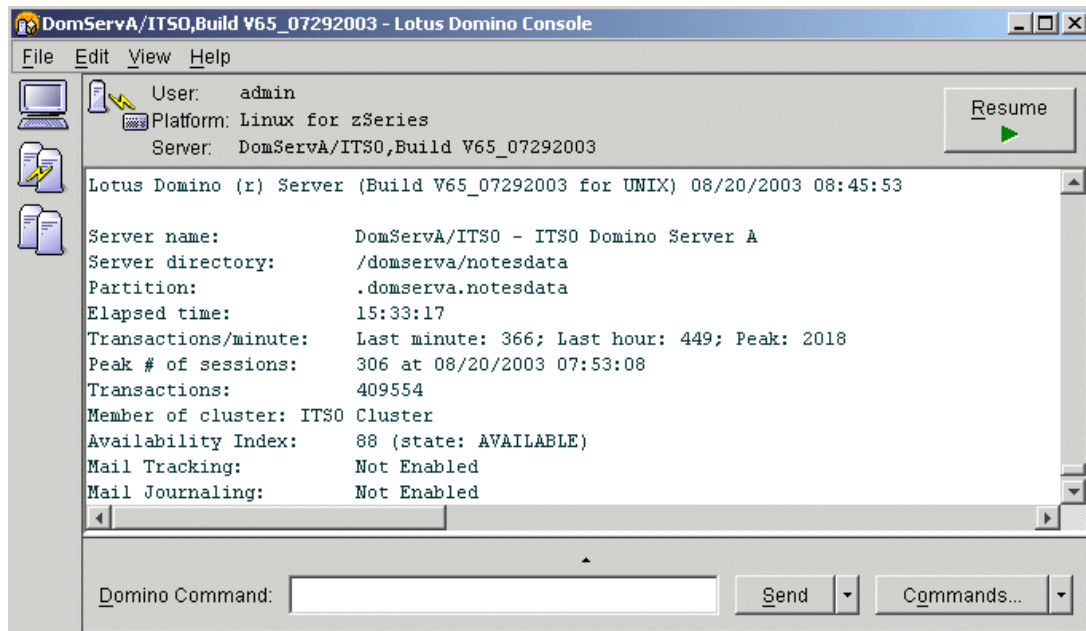 DomServA/ITSO,Build V65_07292003 - Lotus Domino Console
File Edit View Help
User: admin
Platform: Linux for zSeries
Server: DomServA/ITSO,Build V65_07292003
Resume
Lotus Domino (r) Server (Build V65_07292003 for UNIX) 08/20/2003 08:45:53
Server name: DomServA/ITSO - ITSO Domino Server A
Server directory: /domserva/notesdata
Partition: .domserva.notesdata
Elapsed time: 15:33:17
Transactions/minute: Last minute: 366; Last hour: 449; Peak: 2018
Peak # of sessions: 306 at 08/20/2003 07:53:08
Transactions: 409554
Member of cluster: ITSO Cluster
Availability Index: 88 (state: AVAILABLE)
Mail Tracking: Not Enabled
Mail Journaling: Not Enabled
Domino Command: Send Commands...